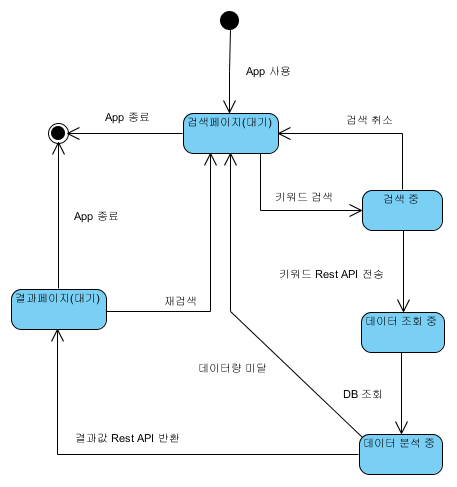 App 사용
검색페이지(대기)
App 종료
검색 취소
키워드 검색
검색 중
App 종료
키워드 Rest API 전송
결과페이지(대기)
재검색
데이터 조회 중
데이터량 미달
DB 조회
결과값 Rest API 반환
데이터 분석 중